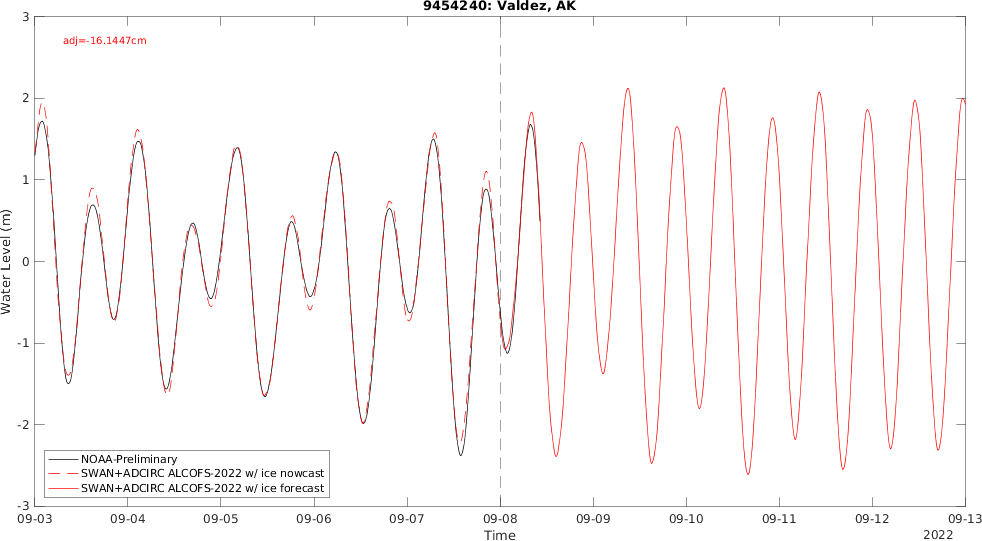 9454240: Valdez, AK
adj=-16.1447cm
Water Level (m)
3
2
1
0
-1
-2
-3
NOAA-Preliminary
SWAN+ADCIRC ALCOFS-2022 w/ ice nowcast
SWAN+ADCIRC ALCOFS-2022 w/ ice forecast
09-03 09-04 09-05 09-06 09-07 09-08 09-09 09-10 09-11 09-12 09-13
Time
2022